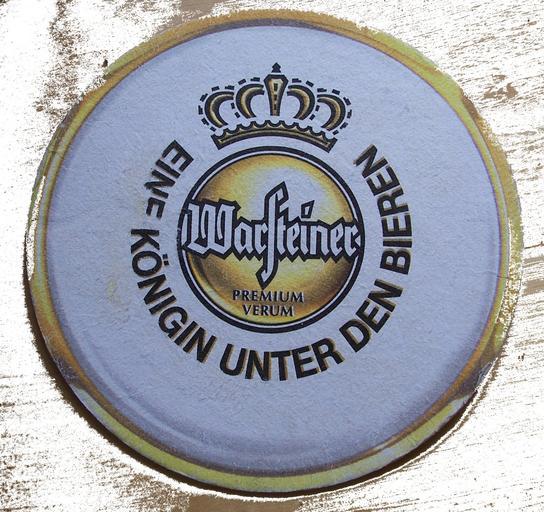 EINE KÖNIGIN UNTER DEN BIEREN
Warsteiner
PREMIUM
VERUM